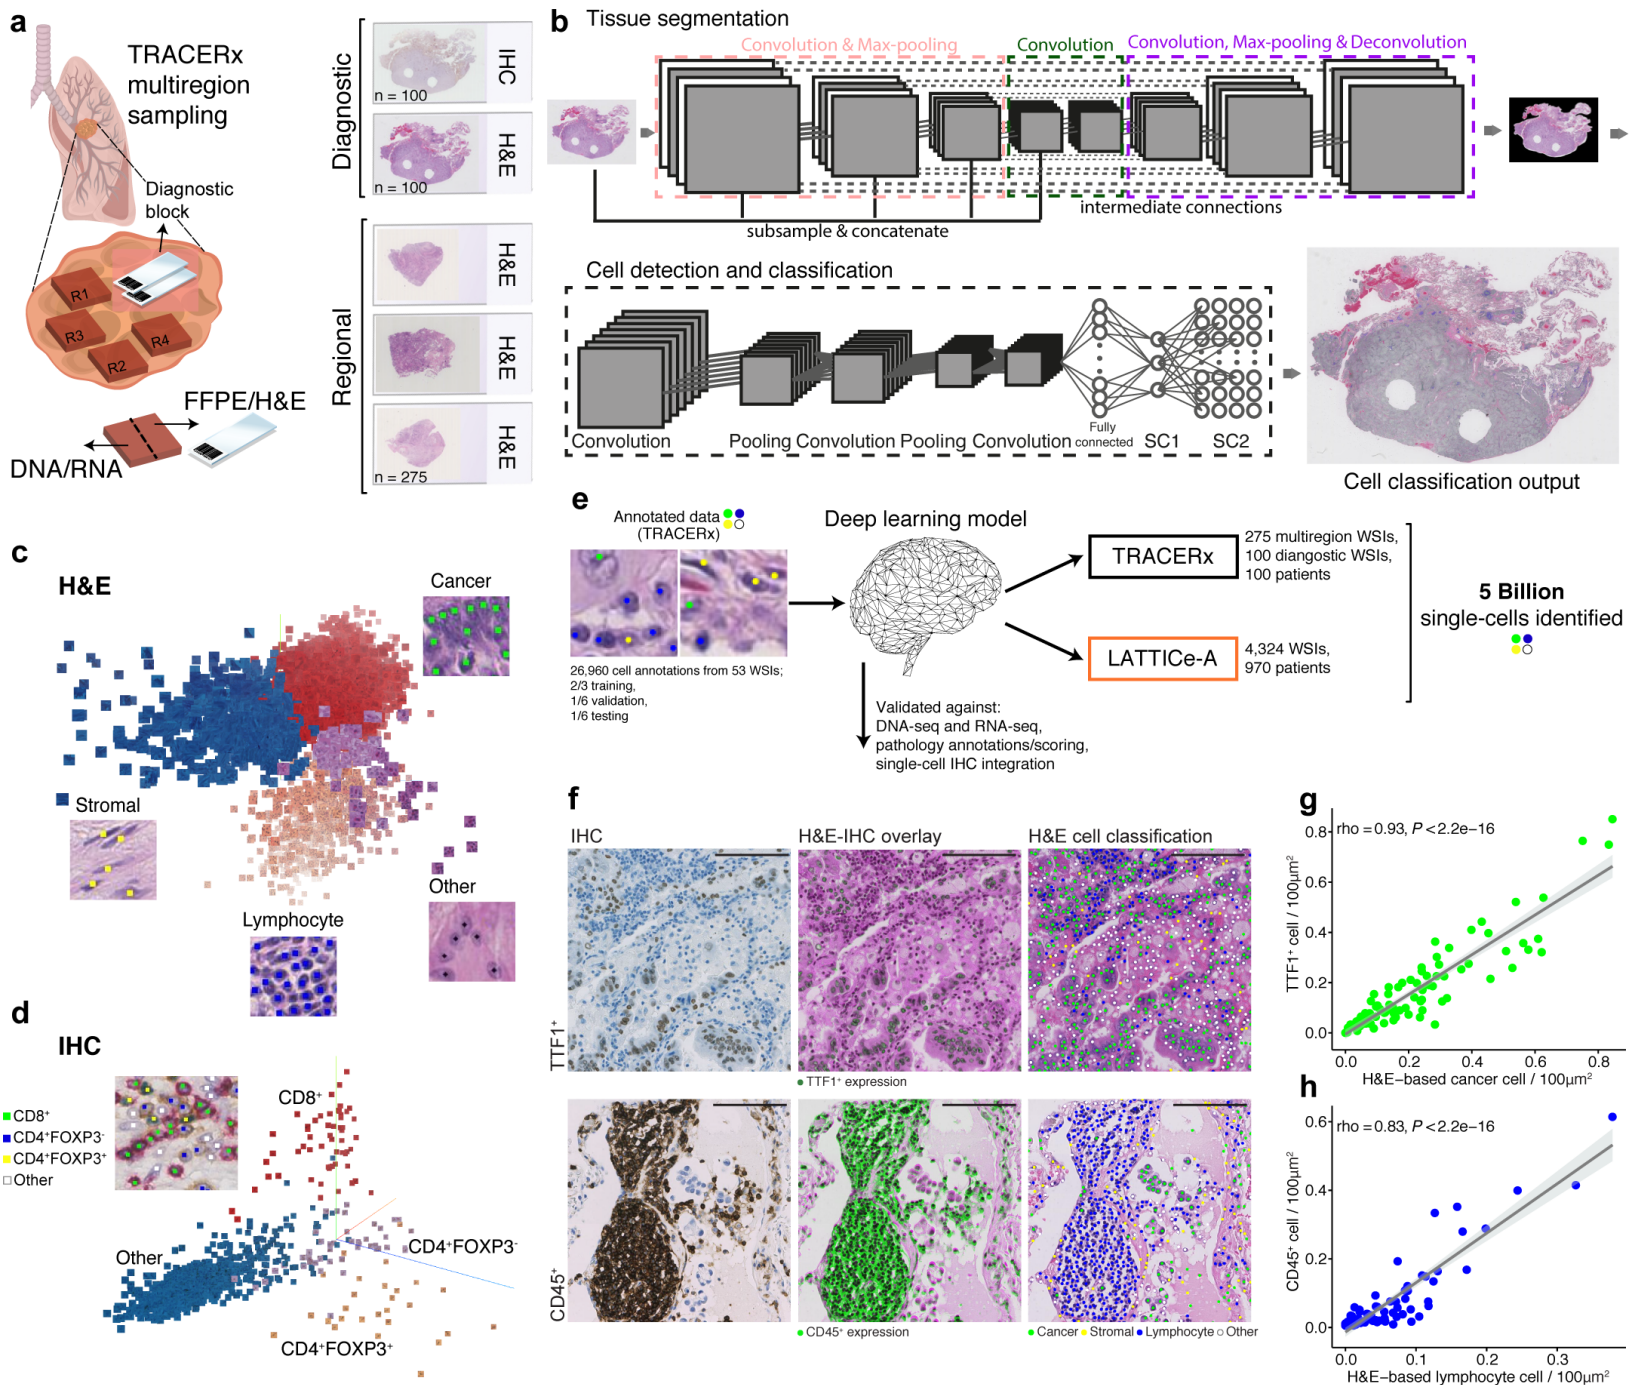 a
TRACERx
multiregion
sampling
Diagnostic
block
R1
R3
R4
R2
FFPE/H&E
DNA/RNA
Diagnostic
IHC
n = 100
H&E
n = 100
Regional
H&E
H&E
H&E
n = 275
b
Tissue segmentation
Convolution & Max-pooling
Convolution
Convolution, Max-pooling & Deconvolution
intermediate connections
subsample & concatenate
Cell detection and classification
Convolution
Pooling
Convolution
Pooling
Convolution
Fully
connected
SC1
SC2
Cell classification output
c
H&E
Cancer
Stromal
Other
Lymphocyte
d
IHC
CD8⁺
CD4⁺FOXP3⁻
CD4⁺FOXP3⁺
Other
CD8⁺
Other
CD4⁺FOXP3⁻
CD4⁺FOXP3⁺
e
Annotated data
(TRACERx)
26,960 cell annotations from 53 WSIs;
2/3 training,
1/6 validation,
1/6 testing
Deep learning model
Validated against:
DNA-seq and RNA-seq,
pathology annotations/scoring,
single-cell IHC integration
TRACERx
275 multiregion WSIs,
100 diangostic WSIs,
100 patients
LATTICe-A
4,324 WSIs,
970 patients
5 Billion
single-cells identified
f
IHC
H&E-IHC overlay
H&E cell classification
TTF1⁺
TTF1⁺ expression
CD45⁺
CD45⁺ expression
Cancer
Stromal
Lymphocyte
Other
g
rho = 0.93, P < 2.2e−16
TTF1⁺ cell / 100µm²
0.8
0.6
0.4
0.2
0.0
0.0
0.2
0.4
0.6
0.8
H&E−based cancer cell / 100µm²
h
rho = 0.83, P < 2.2e−16
CD45⁺ cell / 100µm²
0.6
0.4
0.2
0.0
0.0
0.1
0.2
0.3
H&E−based lymphocyte cell / 100µm²